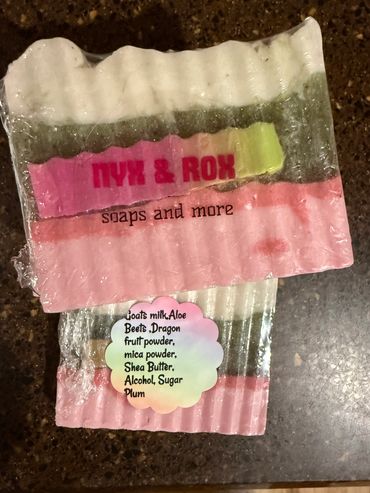 NYX & ROX
soaps and more
Goats milk,Aloe
Beets ,Dragon
fruit powder,
mica powder,
Shea Butter,
Alcohol, Sugar
Plum